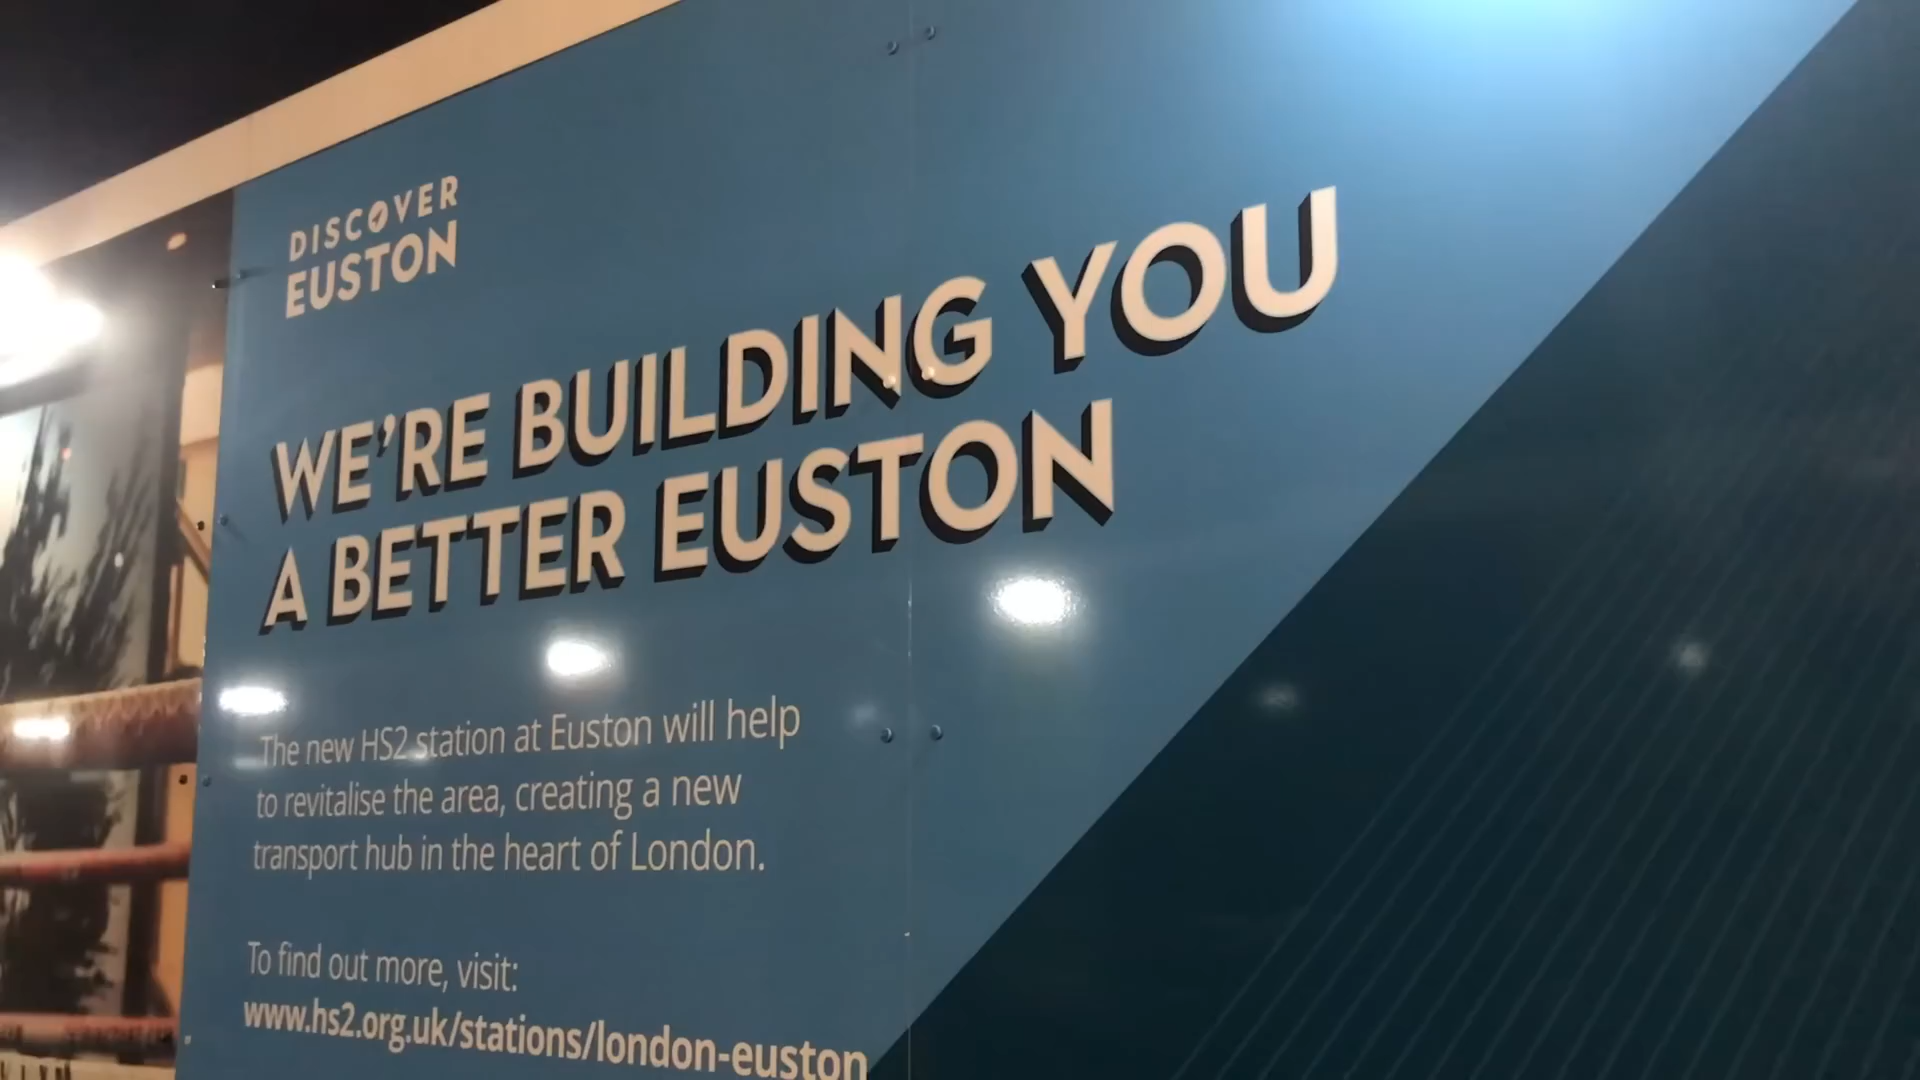 DISCOVER
EUSTON
WE'RE BUILDING YOU
A BETTER EUSTON
The new HS2 station at Euston will help
to revitalise the area, creating a new
transport hub in the heart of London.
To find out more, visit:
www.hs2.org.uk/stations/london-euston